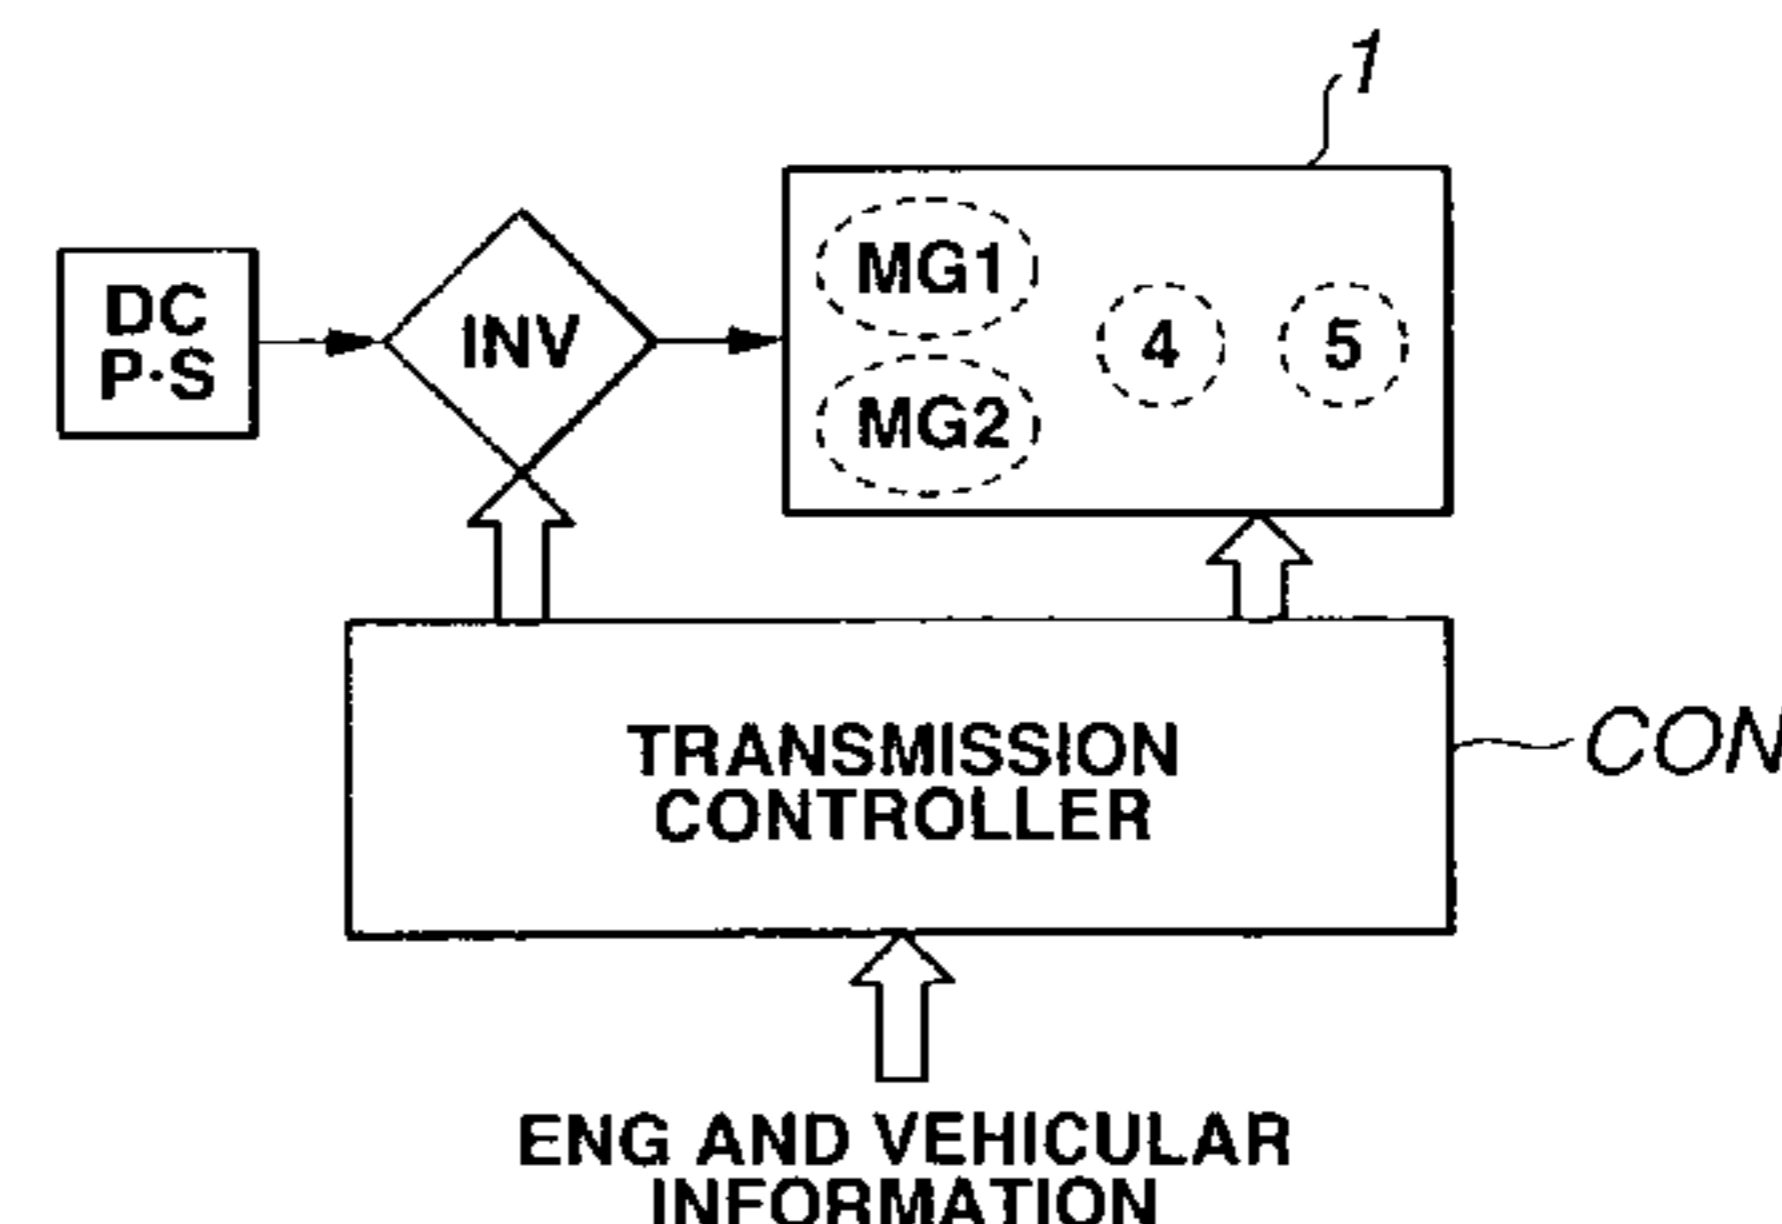 1
DC
P·S
INV
MG1
MG2
4
5
TRANSMISSION
CONTROLLER
CON
ENG AND VEHICULAR
INFORMATION